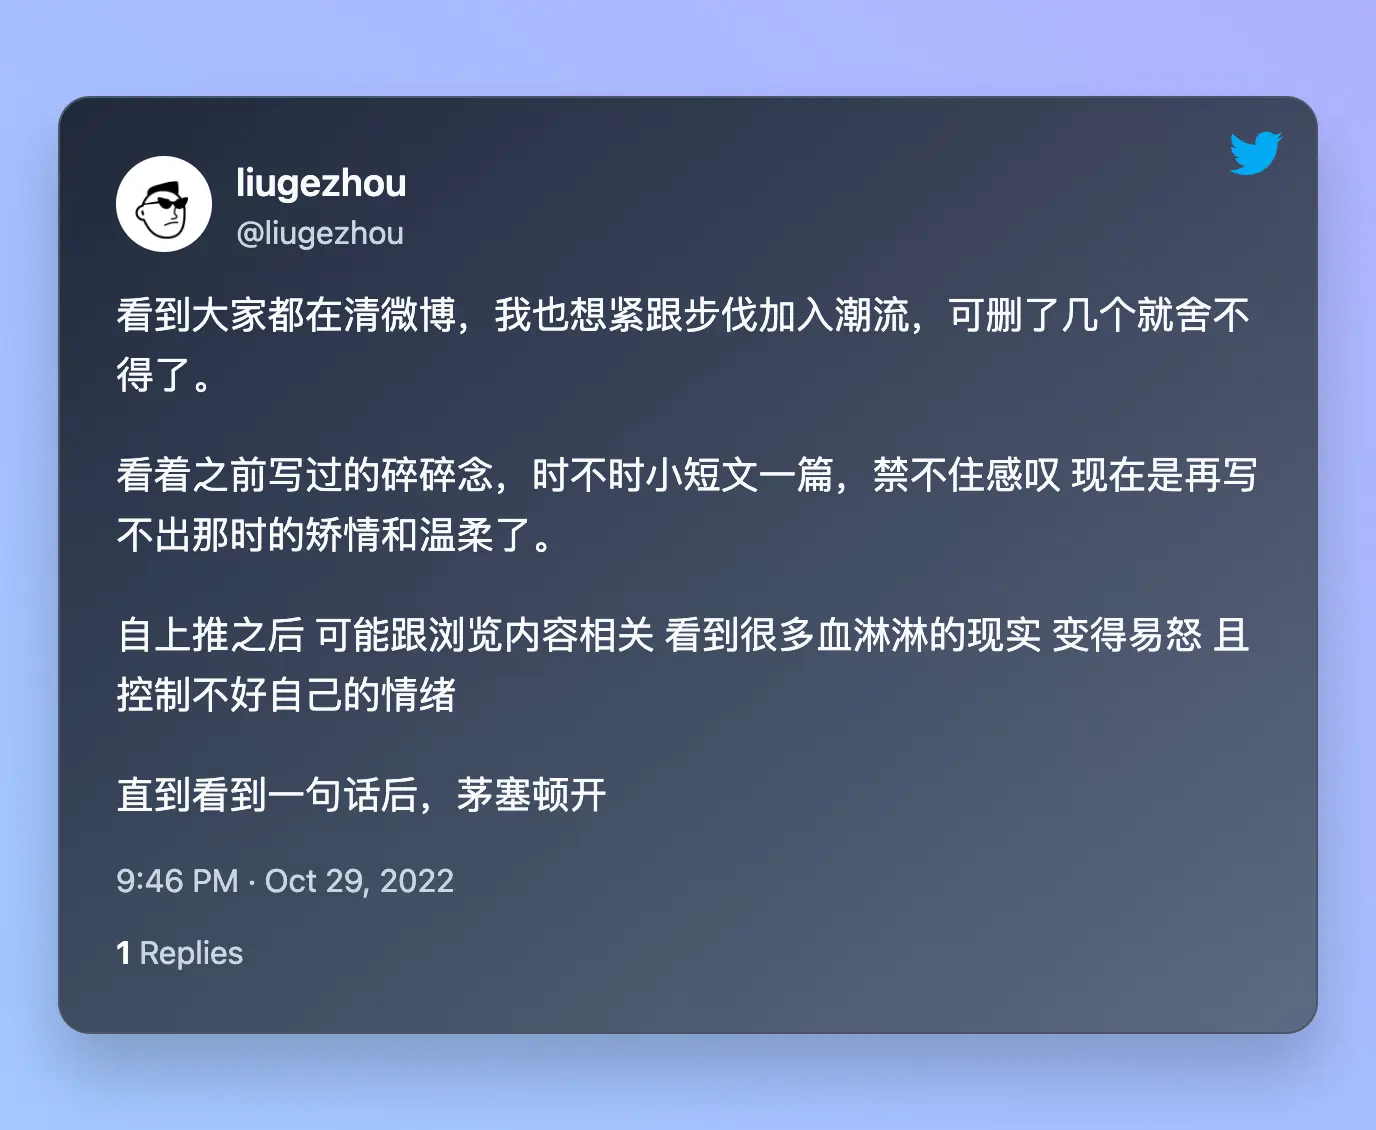 liugezhou
@liugezhou
看到大家都在清微博，我也想紧跟步伐加入潮流，可删了几个就舍不
得了。
看着之前写过的碎碎念，时不时小短文一篇，禁不住感叹 现在是再写
不出那时的矫情和温柔了。
自上推之后 可能跟浏览内容相关 看到很多血淋淋的现实 变得易怒 且
控制不好自己的情绪
直到看到一句话后，茅塞顿开
9:46 PM · Oct 29, 2022
1 Replies